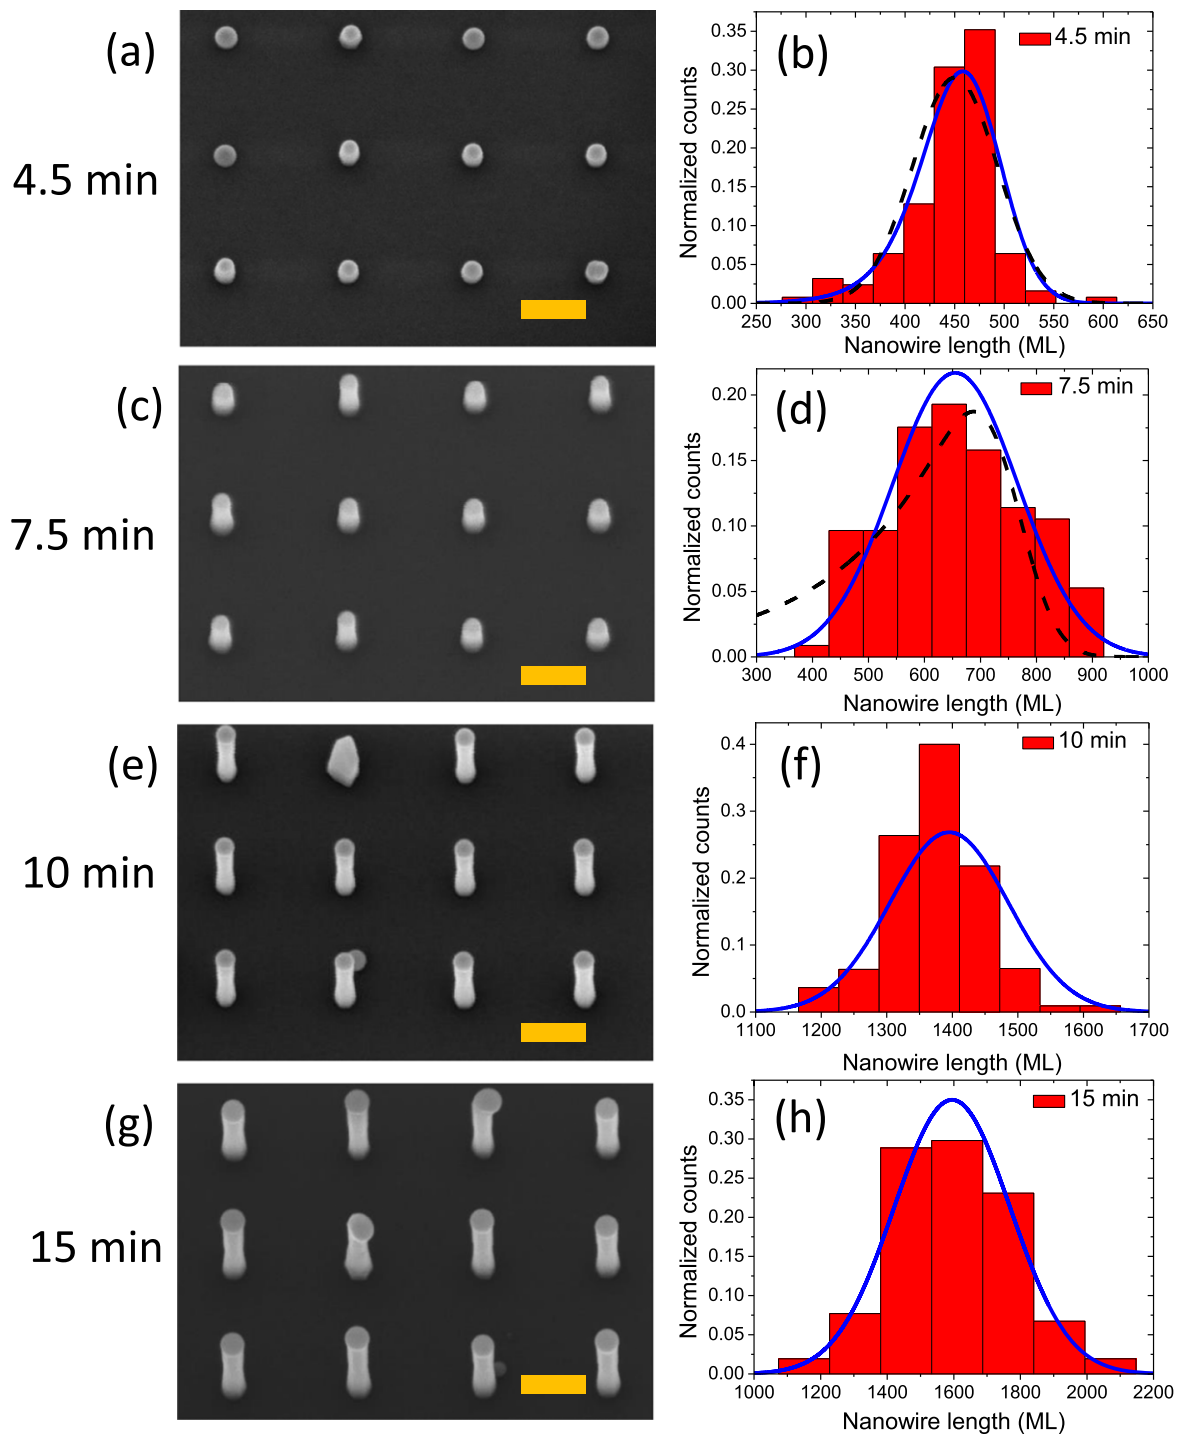 (a)
4.5 min
(b)
4.5 min
Normalized counts
0.35
0.30
0.25
0.20
0.15
0.10
0.05
0.00
250 300 350 400 450 500 550 600 650
Nanowire length (ML)
(c)
7.5 min
(d)
7.5 min
Normalized counts
0.20
0.15
0.10
0.05
0.00
300 400 500 600 700 800 900 1000
Nanowire length (ML)
(e)
10 min
(f)
10 min
Normalized counts
0.4
0.3
0.2
0.1
0.0
1100 1200 1300 1400 1500 1600 1700
Nanowire length (ML)
(g)
15 min
(h)
15 min
Normalized counts
0.35
0.30
0.25
0.20
0.15
0.10
0.05
0.00
1000 1200 1400 1600 1800 2000 2200
Nanowire length (ML)